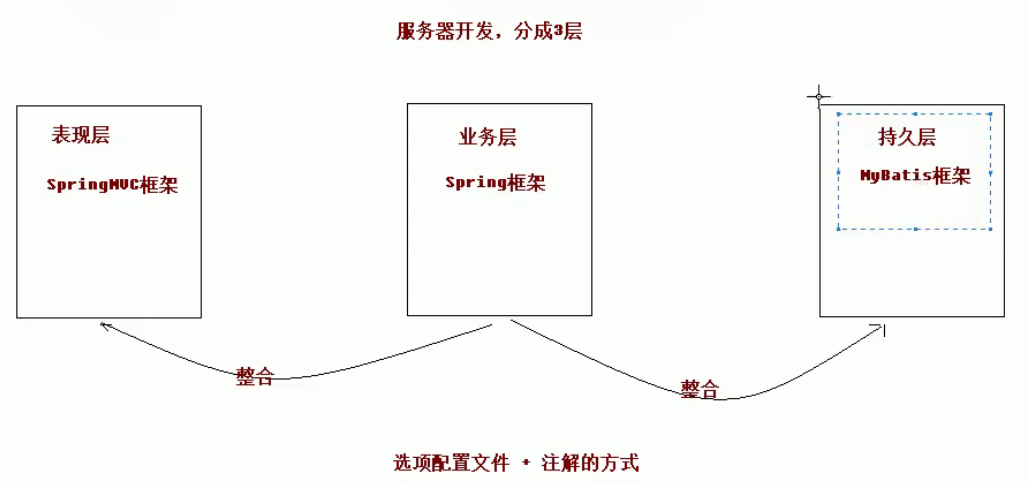 服务器开发，分成3层
表现层
SpringMVC框架
业务层
Spring框架
持久层
MyBatis框架
整合
整合
选项配置文件 + 注解的方式